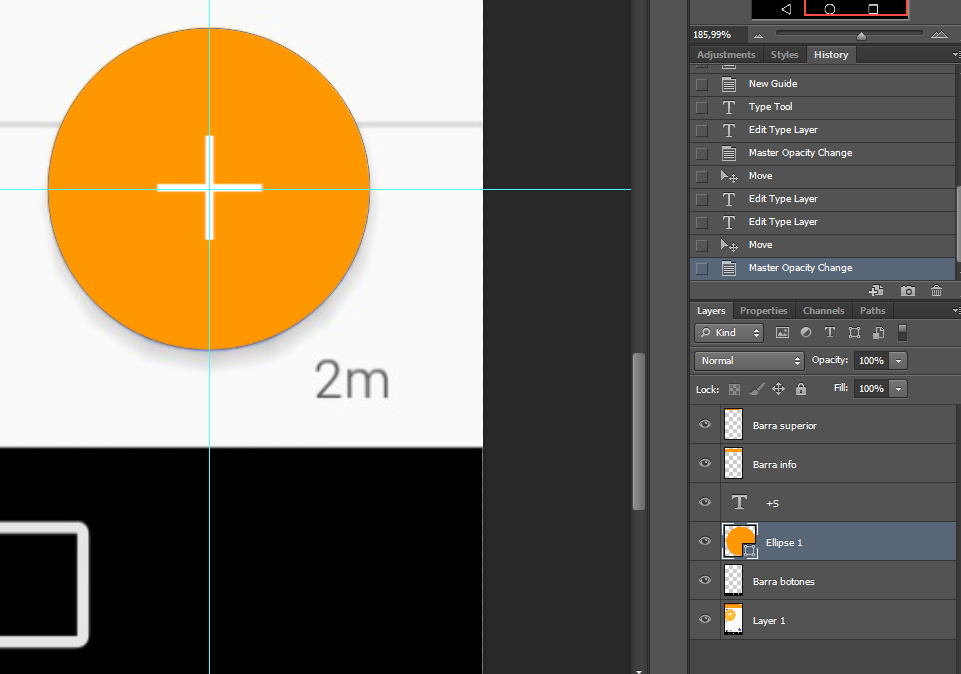 185,99%
Adjustments Styles History
New Guide
Type Tool
Edit Type Layer
Master Opacity Change
Move
Edit Type Layer
Edit Type Layer
Move
Master Opacity Change
Layers Properties Channels Paths
Kind
Normal Opacity: 100%
Lock: Fill: 100%
Barra superior
Barra info
+S
Ellipse 1
Barra botones
Layer 1
2m